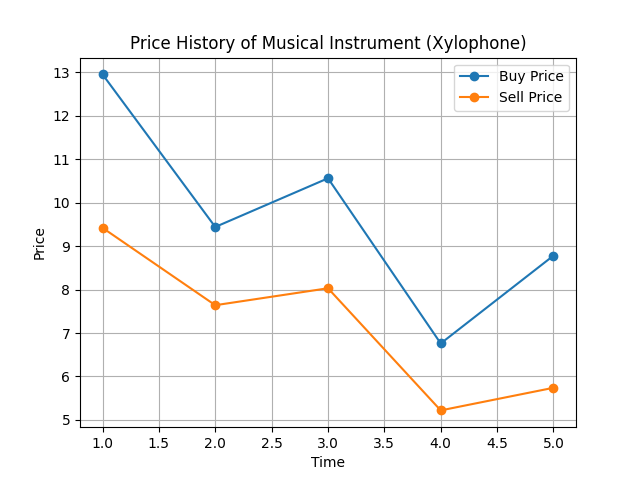 Price History of Musical Instrument (Xylophone)
Buy Price
Sell Price
13
12
11
10
9
8
7
6
5
Price
1.0 1.5 2.0 2.5 3.0 3.5 4.0 4.5 5.0
Time